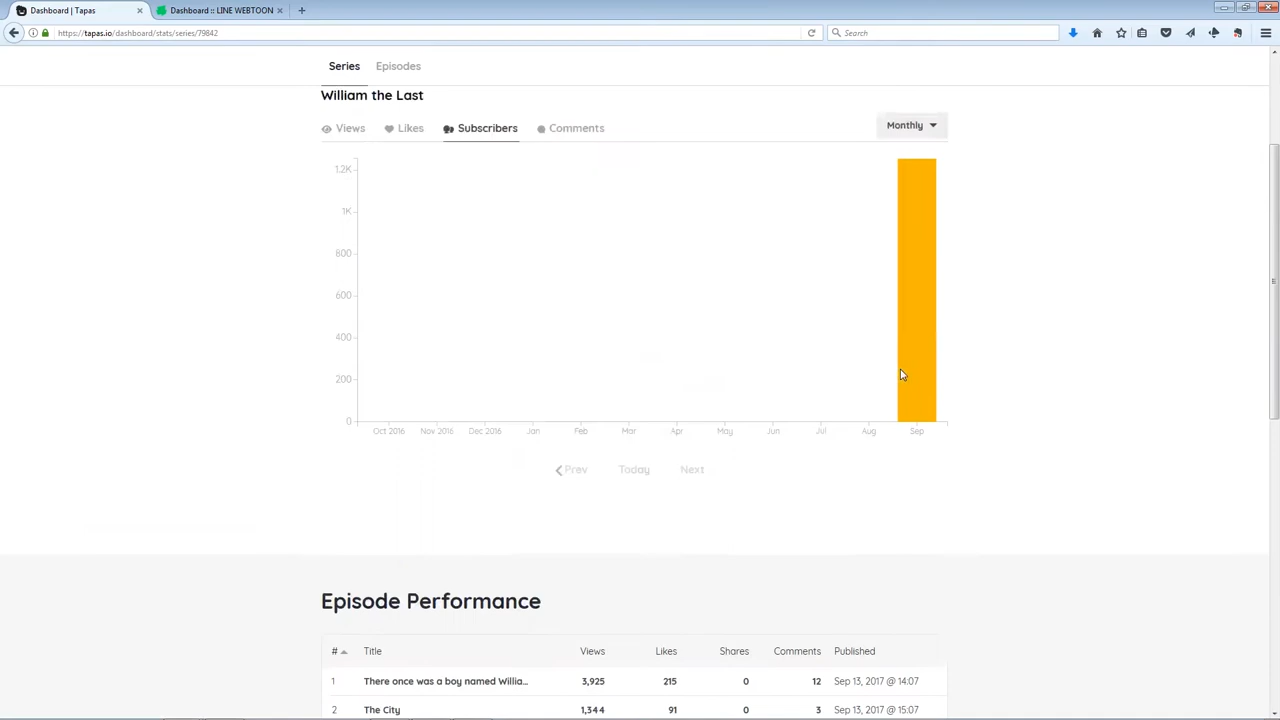 Dashboard | Tapas
Dashboard :: LINE WEBTOON
https://tapas.io/dashboard/stats/series/79842
Search
Series
Episodes
William the Last
Views
Likes
Subscribers
Comments
Monthly
1.2K
1K
800
600
400
200
0
Oct 2016 Nov 2016 Dec 2016 Jan Feb Mar Apr May Jun Jul Aug Sep
Prev Today Next
Episode Performance
# Title Views Likes Shares Comments Published
1 There once was a boy named Willia... 3,925 215 0 12 Sep 13, 2017 @ 14:07
2 The City 1,344 91 0 3 Sep 13, 2017 @ 15:07